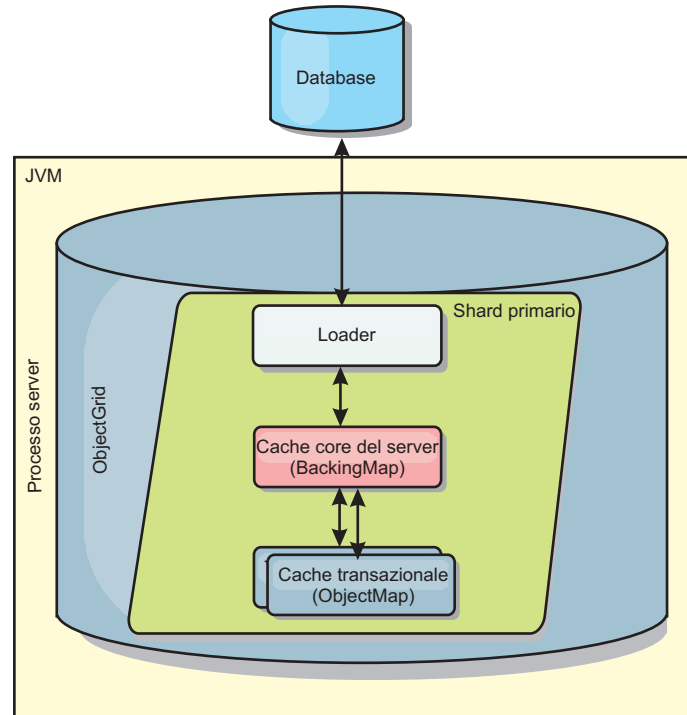 Database
JVM
Shard primario
Loader
Processo server
ObjectGrid
Cache core del server
(BackingMap)
Cache transazionale
(ObjectMap)